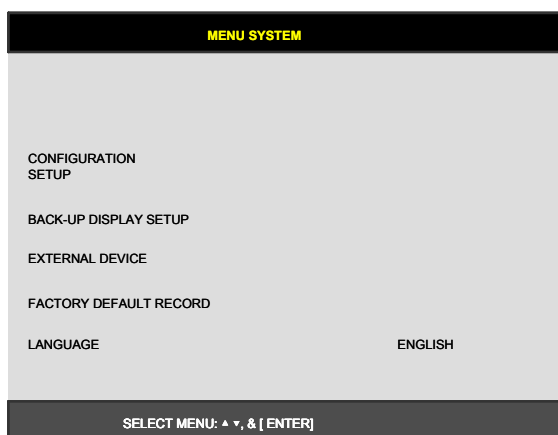 MENU SYSTEM
CONFIGURATION
SETUP
BACK-UP DISPLAY SETUP
EXTERNAL DEVICE
FACTORY DEFAULT RECORD
LANGUAGE ENGLISH
SELECT MENU: ▲ ▼, & [ ENTER]